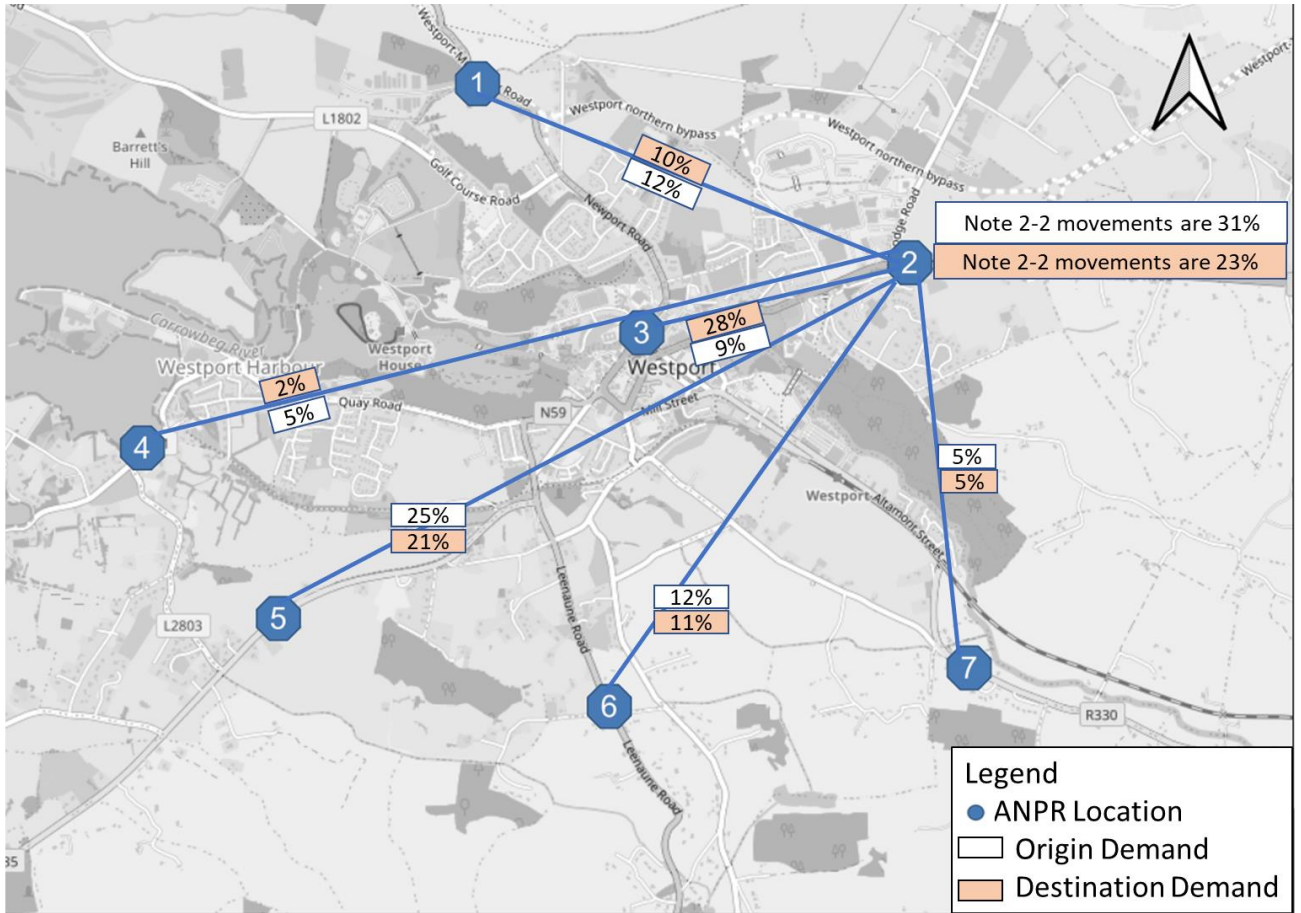 1
Road
L1802
Barrett's
Hill
Golf Course Road
Westport northern bypass
Westport northern bypass
Westport-
10%
12%
Newport Road
2
Note 2-2 movements are 31%
Note 2-2 movements are 23%
3
28%
9%
Westport
Carrowbeg River
Westport
House
Westport Harbour
2%
5%
Quay Road
N59
Mill Street
4
5%
5%
Westport
Altamont Street
25%
21%
Leenaune Road
12%
11%
5
L2803
6
7
R330
Leenaune Road
Legend
ANPR Location
Origin Demand
Destination Demand